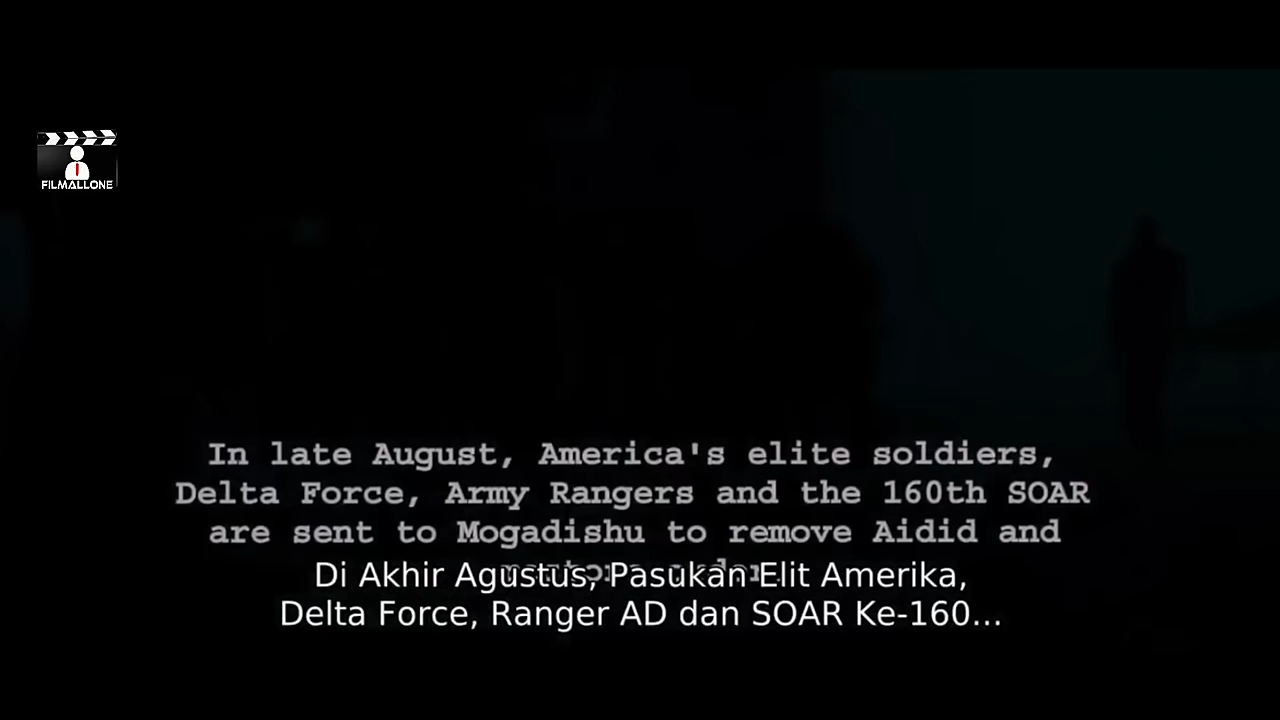 FILMALLONE
In late August, America's elite soldiers,
Delta Force, Army Rangers and the 160th SOAR
are sent to Mogadishu to remove Aidid and
Di Akhir Agustus, Pasukan Elit Amerika,
Delta Force, Ranger AD dan SOAR Ke-160...